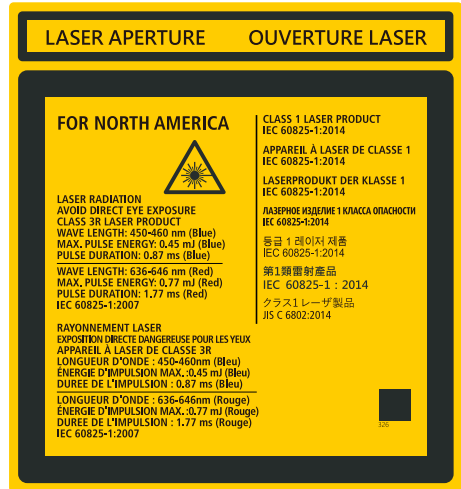 LASER APERTURE OUVERTURE LASER
FOR NORTH AMERICA
LASER RADIATION
AVOID DIRECT EYE EXPOSURE
CLASS 3R LASER PRODUCT
WAVE LENGTH: 450-460 nm (Blue)
MAX. PULSE ENERGY: 0.45 mJ (Blue)
PULSE DURATION: 0.87 ms (Blue)
WAVE LENGTH: 636-646 nm (Red)
MAX. PULSE ENERGY: 0.77 mJ (Red)
PULSE DURATION: 1.77 ms (Red)
IEC 60825-1:2007
RAYONNEMENT LASER
EXPOSITION DIRECTE DANGEREUSE POUR LES YEUX
APPAREIL À LASER DE CLASSE 3R
LONGUEUR D'ONDE : 450-460nm (Bleu)
ÉNERGIE D'IMPULSION MAX. :0.45 mJ (Bleu)
DUREE DE L'IMPULSION : 0.87 ms (Bleu)
LONGUEUR D'ONDE : 636-646nm (Rouge)
ÉNERGIE D'IMPULSION MAX. :0.77 mJ (Rouge)
DUREE DE L'IMPULSION : 1.77 ms (Rouge)
IEC 60825-1:2007
CLASS 1 LASER PRODUCT
IEC 60825-1:2014
APPAREIL À LASER DE CLASSE 1
IEC 60825-1:2014
LASERPRODUKT DER KLASSE 1
IEC 60825-1:2014
ЛАЗЕРНОЕ ИЗДЕЛИЕ 1 КЛАССА ОПАСНОСТИ
IEC 60825-1:2014
등급 1 레이저 제품
IEC 60825-1:2014
第1類雷射產品
IEC 60825-1 : 2014
クラス1 レーザ製品
JIS C 6802:2014
326